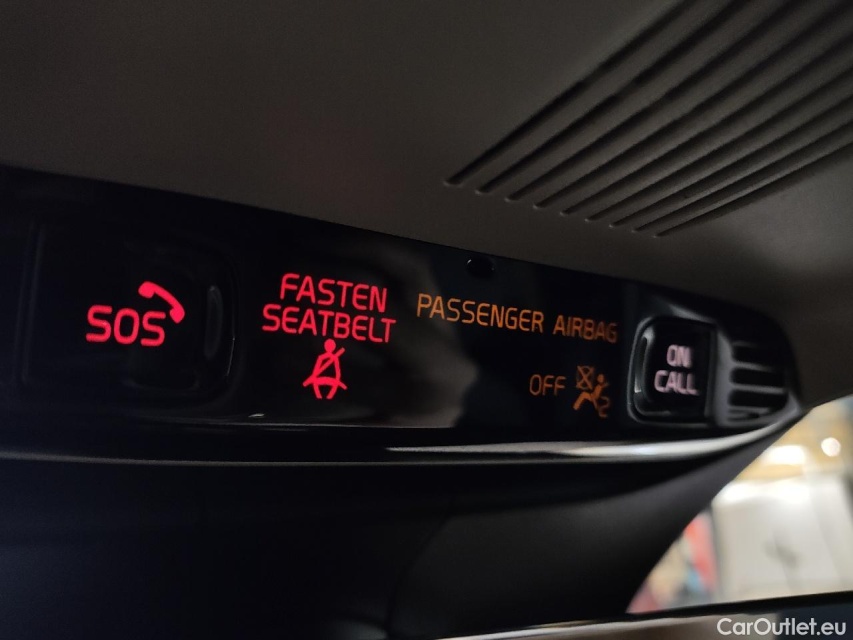 SOS
FASTEN
SEATBELT
PASSENGER AIRBAG
OFF
ON
CALL
CarOutlet.eu